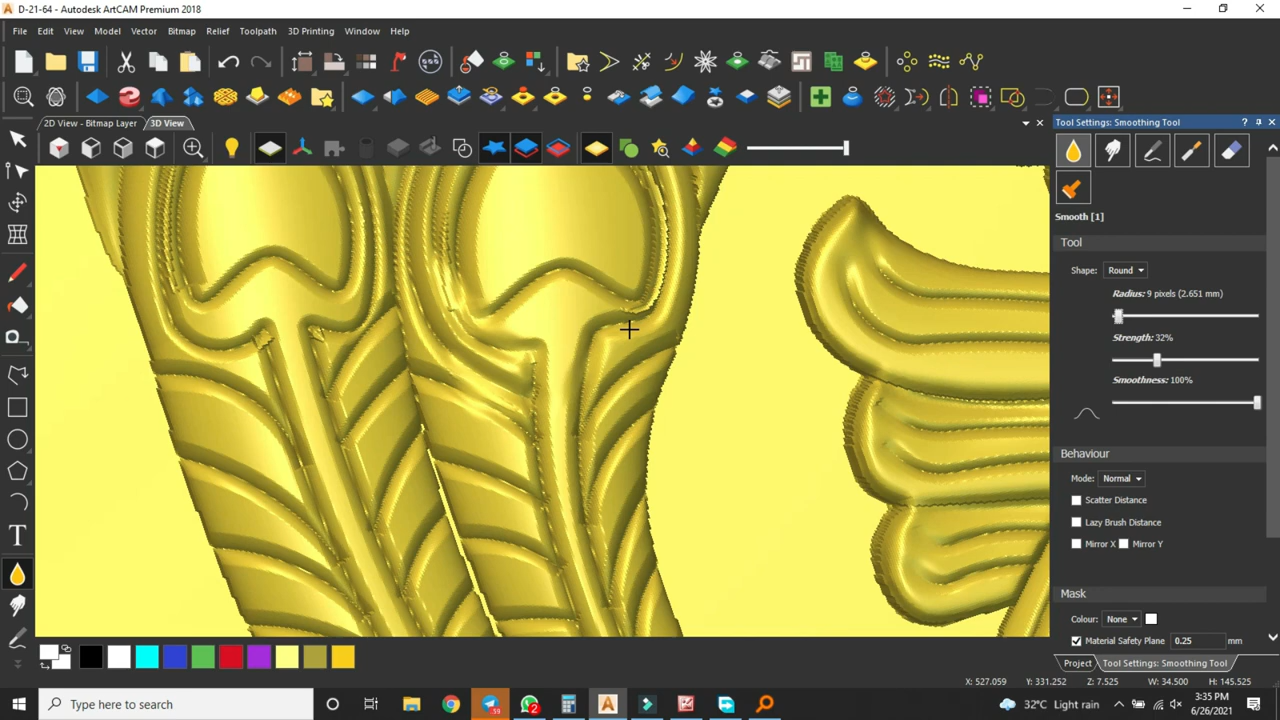 D-21-64 - Autodesk ArtCAM Premium 2018
File Edit View Model Vector Bitmap Relief Toolpath 3D Printing Window Help
2D View - Bitmap Layer 3D View
Tool Settings: Smoothing Tool
Smooth [1]
Tool
Shape: Round
Radius: 9 pixels (2.651 mm)
Strength: 32%
Smoothness: 100%
Behaviour
Mode: Normal
Scatter Distance
Lazy Brush Distance
Mirror X Mirror Y
Mask
Colour: None
Material Safety Plane 0.25 mm
Project Tool Settings: Smoothing Tool
X: 527.059 Y: 331.252 Z: 7.525 W: 34.500 H: 145.525
Type here to search
59
2
32°C Light rain
3:35 PM
6/26/2021